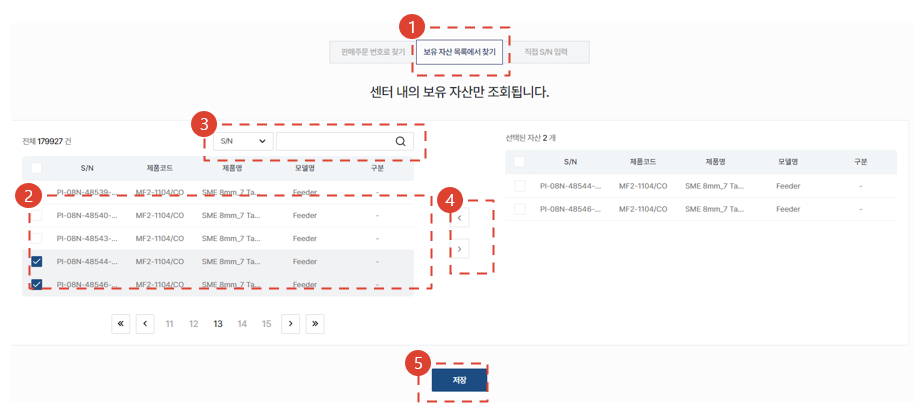 1
판매주문 번호로 찾기 보유 자산 목록에서 찾기 직접 S/N 입력
센터 내의 보유 자산만 조회됩니다.
3
전체 179927 건 S/N
선택된 자산 2 개
S/N 제품코드 제품명 모델명 구분
PI-08N-48539-... MF2-1104/CO SME 8mm_7 Ta... Feeder -
2
PI-08N-48540-... MF2-1104/CO SME 8mm_7 Ta... Feeder -
PI-08N-48543-... MF2-1104/CO SME 8mm_7 Ta... Feeder -
PI-08N-48544-... MF2-1104/CO SME 8mm_7 Ta... Feeder -
PI-08N-48546-... MF2-1104/CO SME 8mm_7 Ta... Feeder -
« ‹ 11 12 13 14 15 › »
4
‹
›
S/N 제품코드 제품명 모델명 구분
PI-08N-48544-... MF2-1104/CO SME 8mm_7 Ta... Feeder -
PI-08N-48546-... MF2-1104/CO SME 8mm_7 Ta... Feeder -
5
저장